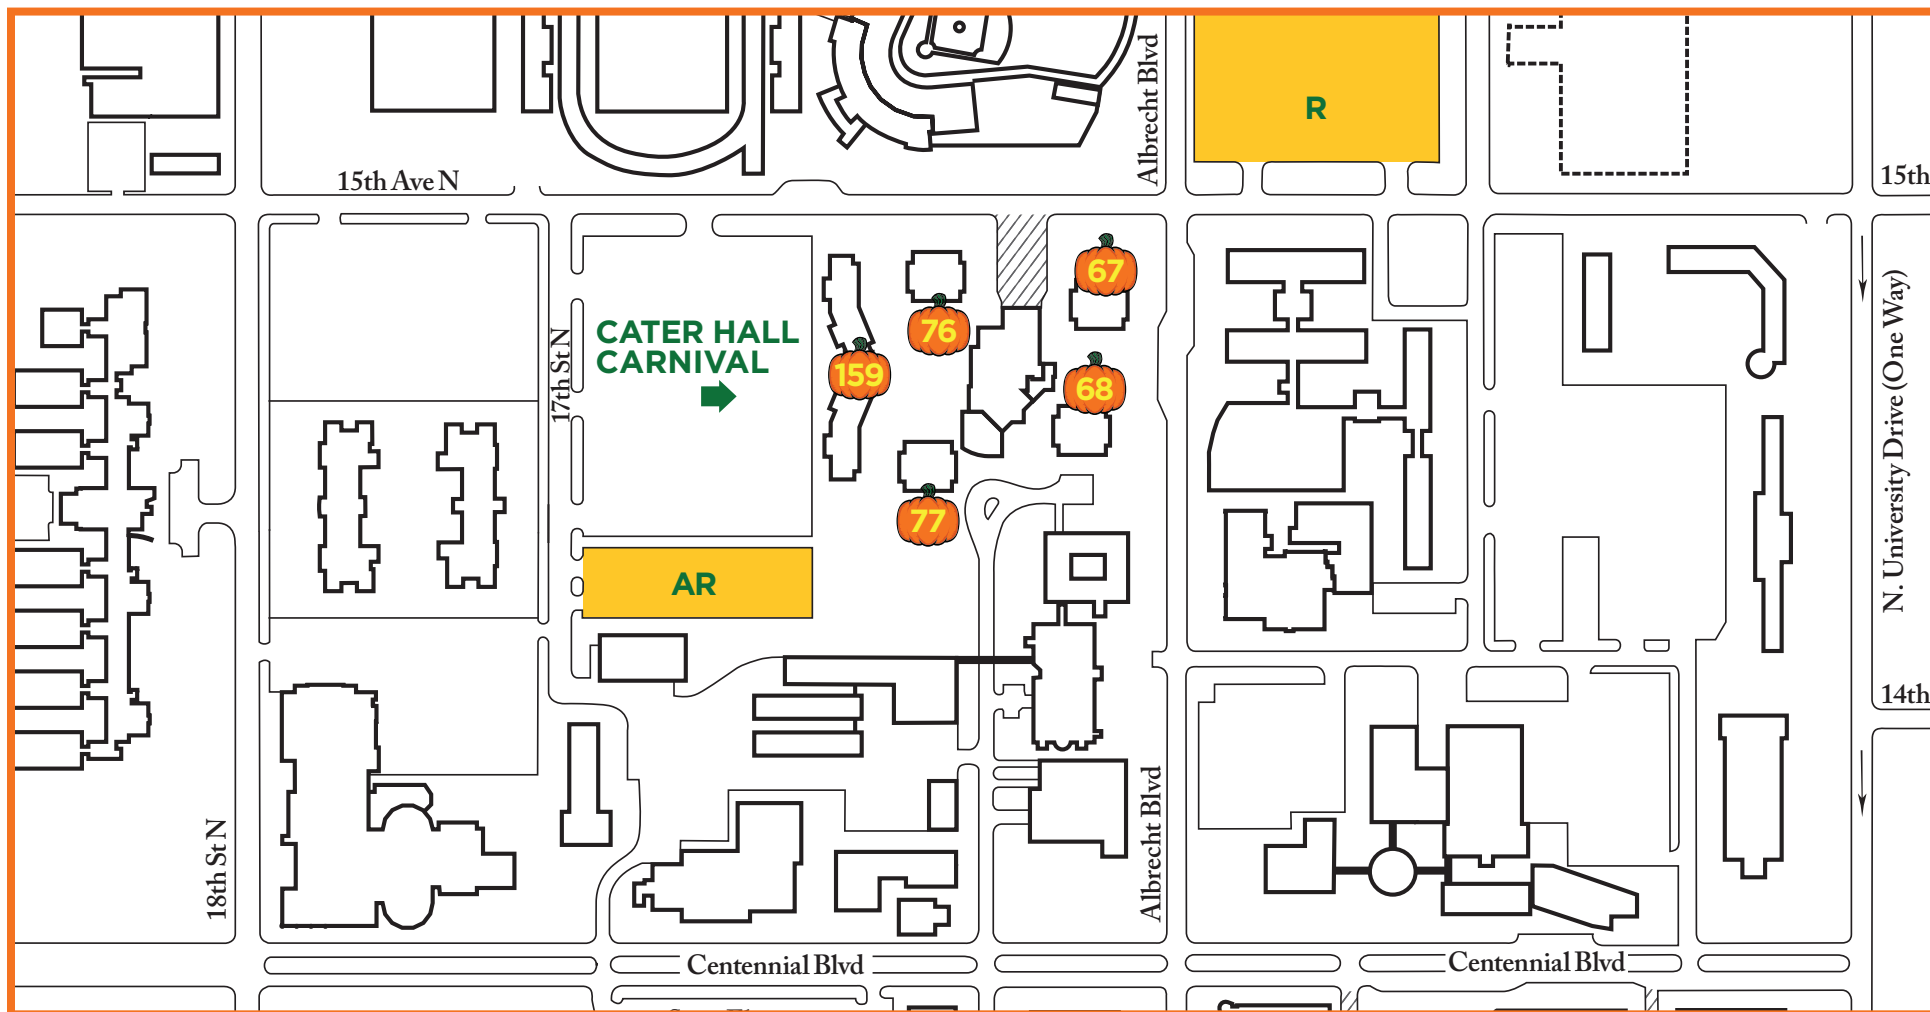 Albrecht Blvd
R
15th Ave N
15th
67
CATER HALL
CARNIVAL
76
159
68
17th St N
77
AR
N. University Drive (One Way)
14th
18th St N
Albrecht Blvd
Centennial Blvd
Centennial Blvd